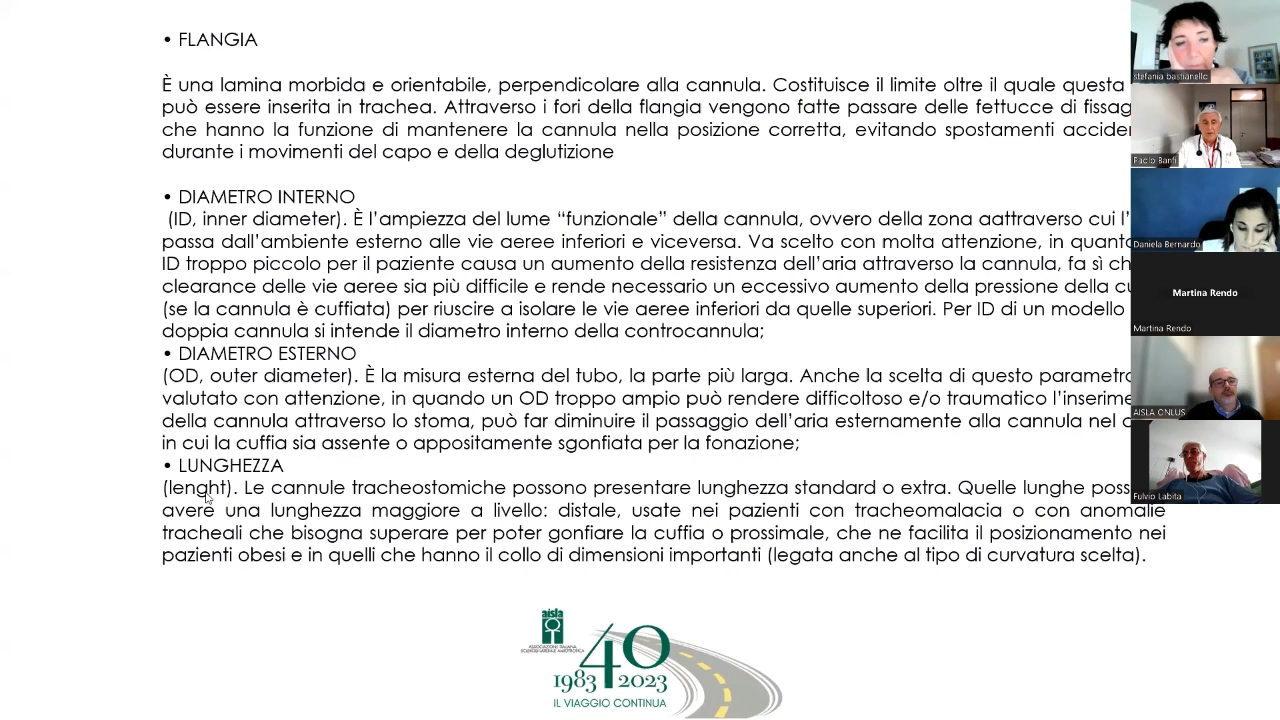 • FLANGIA
È una lamina morbida e orientabile, perpendicolare alla cannula. Costituisce il limite oltre il quale questa
può essere inserita in trachea. Attraverso i fori della flangia vengono fatte passare delle fettucce di fissag
che hanno la funzione di mantenere la cannula nella posizione corretta, evitando spostamenti acciden
durante i movimenti del capo e della deglutizione
• DIAMETRO INTERNO
(ID, inner diameter). È l’ampiezza del lume “funzionale” della cannula, ovvero della zona aattraverso cui l’
passa dall’ambiente esterno alle vie aeree inferiori e viceversa. Va scelto con molta attenzione, in quanto
ID troppo piccolo per il paziente causa un aumento della resistenza dell’aria attraverso la cannula, fa sì ch
clearance delle vie aeree sia più difficile e rende necessario un eccessivo aumento della pressione della cu
(se la cannula è cuffiata) per riuscire a isolare le vie aeree inferiori da quelle superiori. Per ID di un modello
doppia cannula si intende il diametro interno della controcannula;
• DIAMETRO ESTERNO
(OD, outer diameter). È la misura esterna del tubo, la parte più larga. Anche la scelta di questo parametro
valutato con attenzione, in quando un OD troppo ampio può rendere difficoltoso e/o traumatico l’inserime
della cannula attraverso lo stoma, può far diminuire il passaggio dell’aria esternamente alla cannula nel c
in cui la cuffia sia assente o appositamente sgonfiata per la fonazione;
• LUNGHEZZA
(lenght). Le cannule tracheostomiche possono presentare lunghezza standard o extra. Quelle lunghe poss
avere una lunghezza maggiore a livello: distale, usate nei pazienti con tracheomalacia o con anomalie
tracheali che bisogna superare per poter gonfiare la cuffia o prossimale, che ne facilita il posizionamento nei
pazienti obesi e in quelli che hanno il collo di dimensioni importanti (legata anche al tipo di curvatura scelta).
aisla
ASSOCIAZIONE ITALIANA
SCLEROSI LATERALE AMIOTROFICA
40
1983 2023
IL VIAGGIO CONTINUA
stefania bastianello
Paolo Banfi
Daniela Bernardo
Martina Rendo
Martina Rendo
AISLA ONLUS
Fulvio Labita